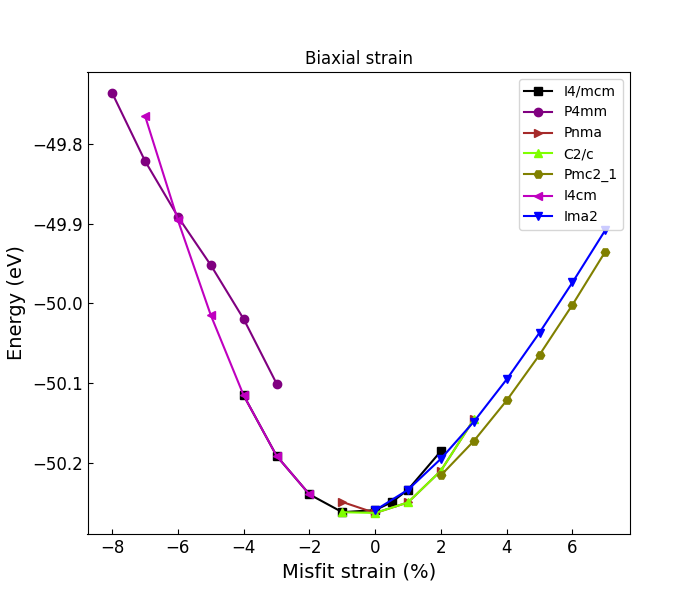 Biaxial strain
Energy (eV)
−49.8
−49.9
−50.0
−50.1
−50.2
I4/mcm
P4mm
Pnma
C2/c
Pmc2_1
I4cm
Ima2
−8 −6 −4 −2 0 2 4 6
Misfit strain (%)